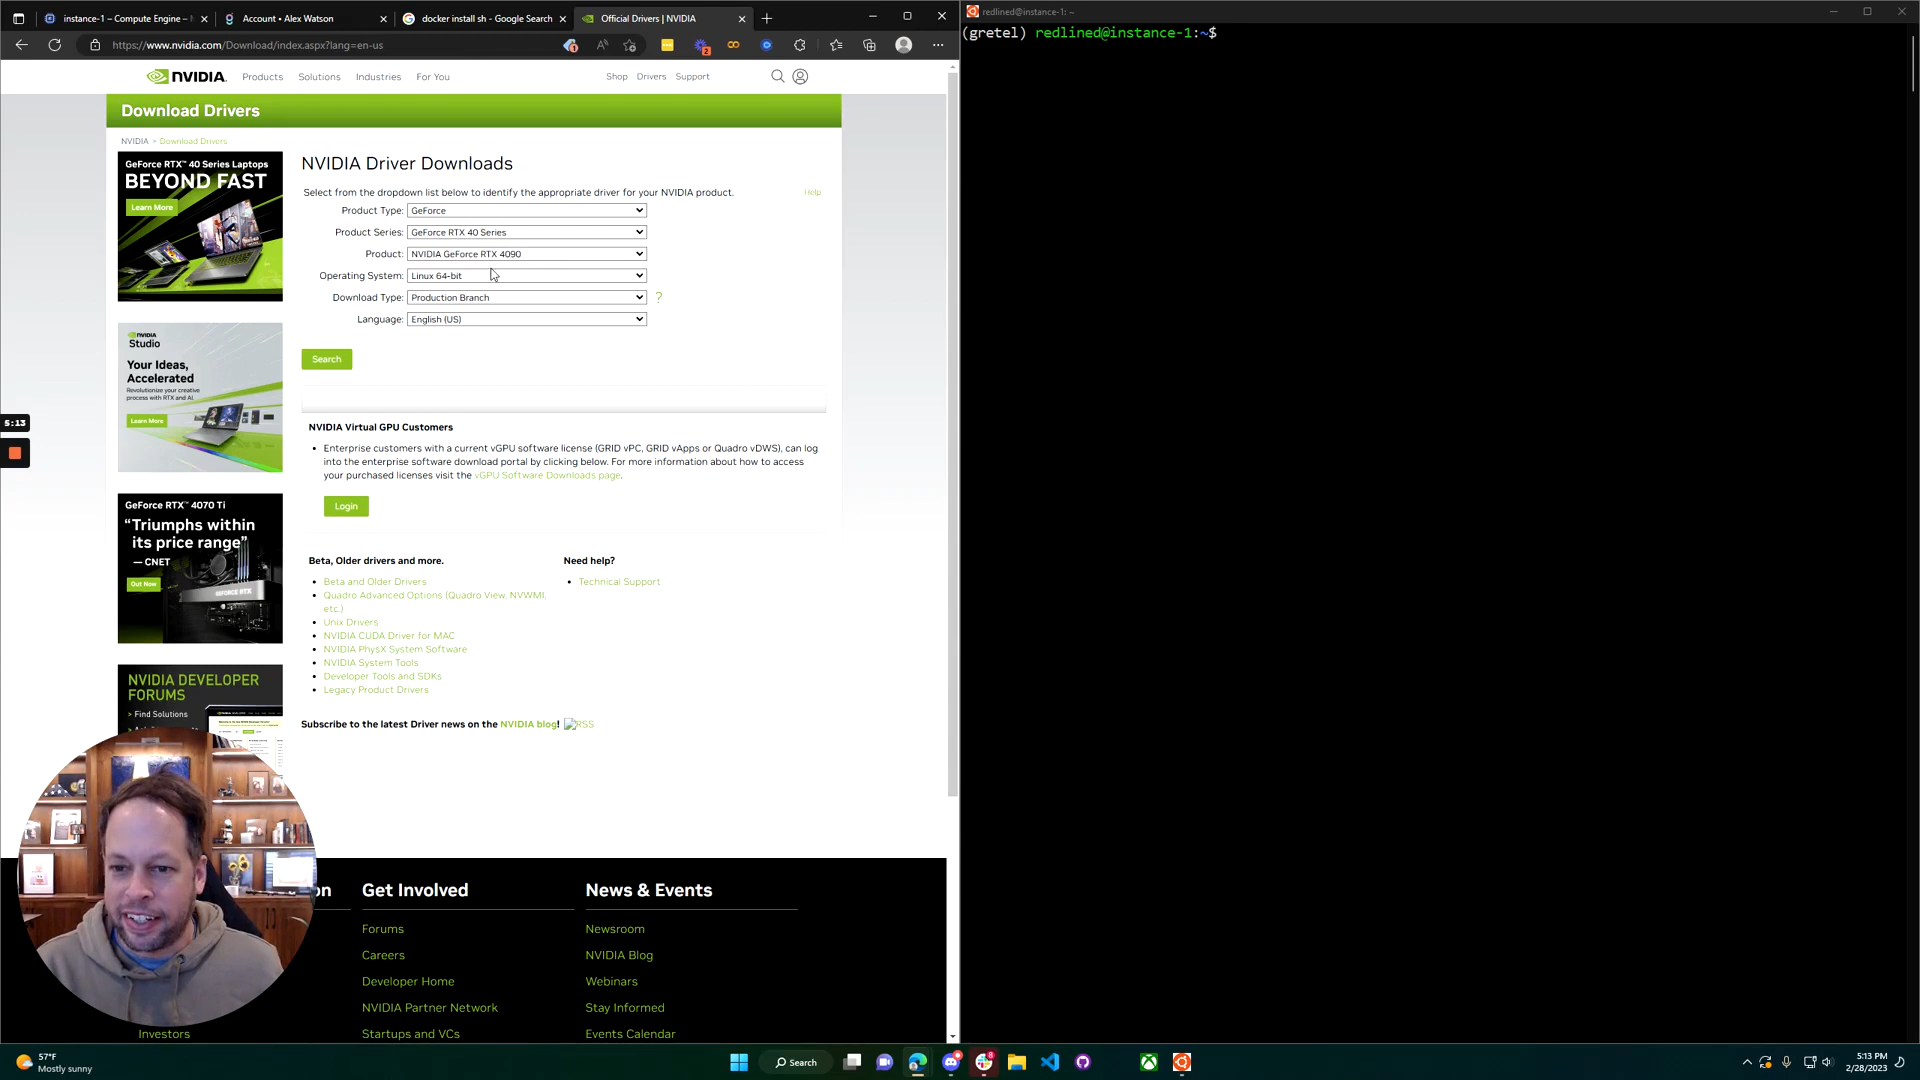 instance-1 – Compute Engine –
Account • Alex Watson
docker install sh - Google Search
Official Drivers | NVIDIA
https://www.nvidia.com/Download/index.aspx?lang=en-us
2
redlined@instance-1: ~
(gretel) redlined@instance-1:~$
NVIDIA.
Products
Solutions
Industries
For You
Shop
Drivers
Support
Download Drivers
NVIDIA > Download Drivers
GeForce RTX™ 40 Series Laptops
BEYOND FAST
Learn More
NVIDIA Driver Downloads
Select from the dropdown list below to identify the appropriate driver for your NVIDIA product.
Help
Product Type: GeForce
Product Series: GeForce RTX 40 Series
Product: NVIDIA GeForce RTX 4090
Operating System: Linux 64-bit
Download Type: Production Branch ?
Language: English (US)
Search
NVIDIA
Studio
Your Ideas,
Accelerated
Revolutionize your creative
process with RTX and AI.
Learn More
5:13
NVIDIA Virtual GPU Customers
• Enterprise customers with a current vGPU software license (GRID vPC, GRID vApps or Quadro vDWS), can log
into the enterprise software download portal by clicking below. For more information about how to access
your purchased licenses visit the vGPU Software Downloads page.
Login
GeForce RTX™ 4070 Ti
“Triumphs within
its price range”
— CNET
Out Now
GEFORCE RTX
Beta, Older drivers and more.
• Beta and Older Drivers
• Quadro Advanced Options (Quadro View, NVWMI,
etc.)
• Unix Drivers
• NVIDIA CUDA Driver for MAC
• NVIDIA PhysX System Software
• NVIDIA System Tools
• Developer Tools and SDKs
• Legacy Product Drivers
Need help?
• Technical Support
NVIDIA DEVELOPER
FORUMS
> Find Solutions
Subscribe to the latest Driver news on the NVIDIA blog! RSS
on
Investors
Get Involved
Forums
Careers
Developer Home
NVIDIA Partner Network
Startups and VCs
News & Events
Newsroom
NVIDIA Blog
Webinars
Stay Informed
Events Calendar
57°F
Mostly sunny
Search
5:13 PM
2/28/2023